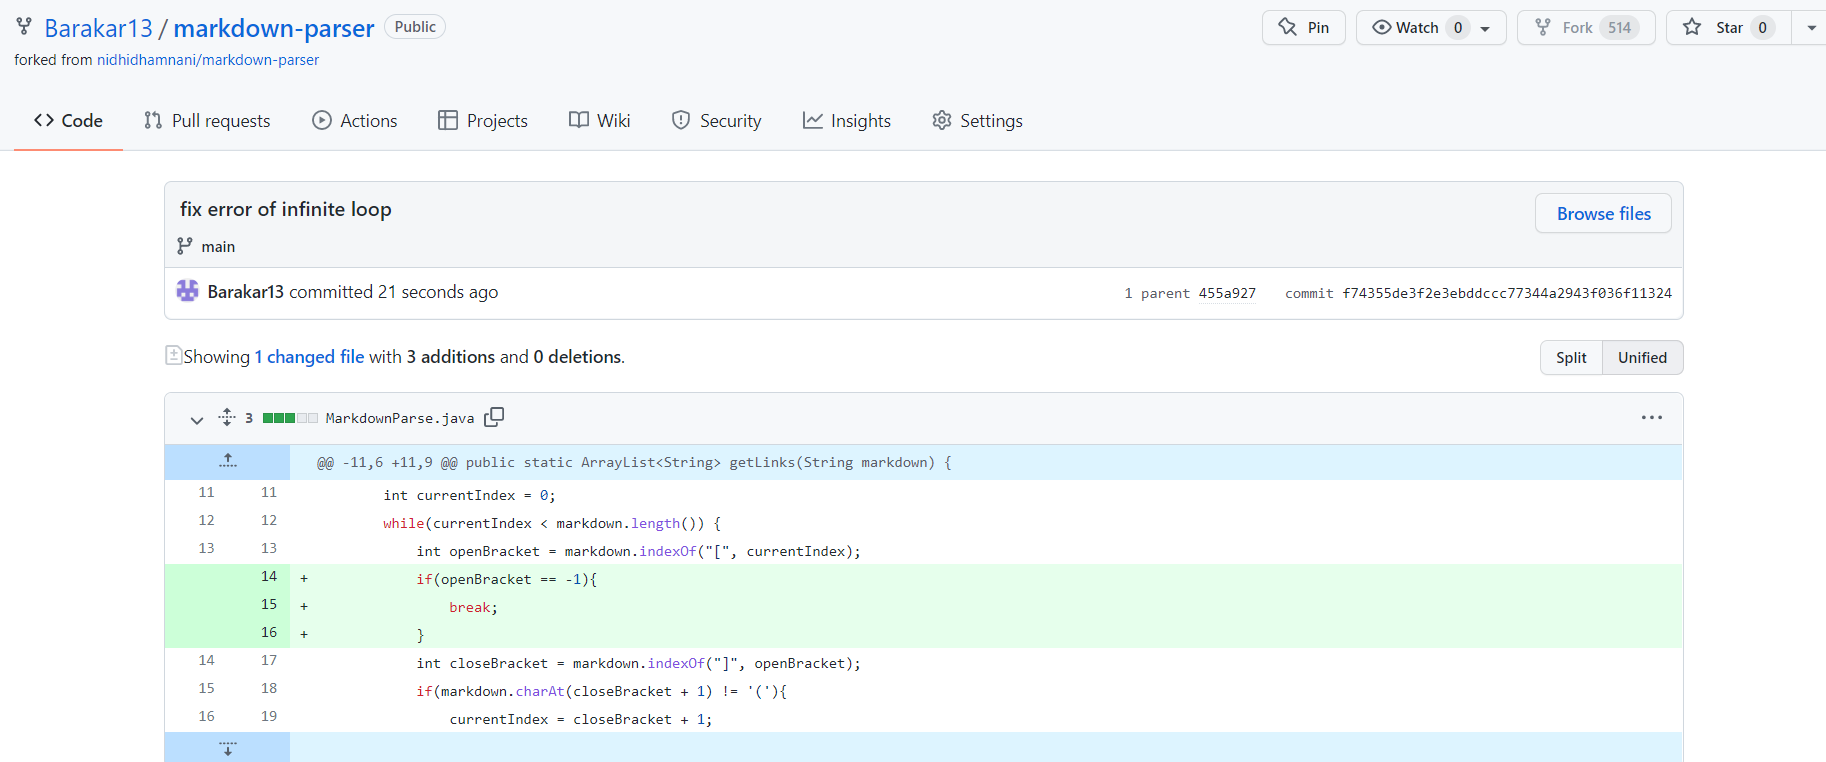 Barakar13 / markdown-parser Public
Pin Watch 0 Fork 514 Star 0
forked from nidhidhamnani/markdown-parser
Code Pull requests Actions Projects Wiki Security Insights Settings
fix error of infinite loop
Browse files
main
Barakar13 committed 21 seconds ago
1 parent 455a927 commit f74355de3f2e3ebddccc77344a2943f036f11324
Showing 1 changed file with 3 additions and 0 deletions.
Split Unified
3 MarkdownParse.java
@@ -11,6 +11,9 @@ public static ArrayList<String> getLinks(String markdown) {
11 11 int currentIndex = 0;
12 12 while(currentIndex < markdown.length()) {
13 13 int openBracket = markdown.indexOf("[", currentIndex);
14 + if(openBracket == -1){
15 + break;
16 + }
14 17 int closeBracket = markdown.indexOf("]", openBracket);
15 18 if(markdown.charAt(closeBracket + 1) != '('){
16 19 currentIndex = closeBracket + 1;